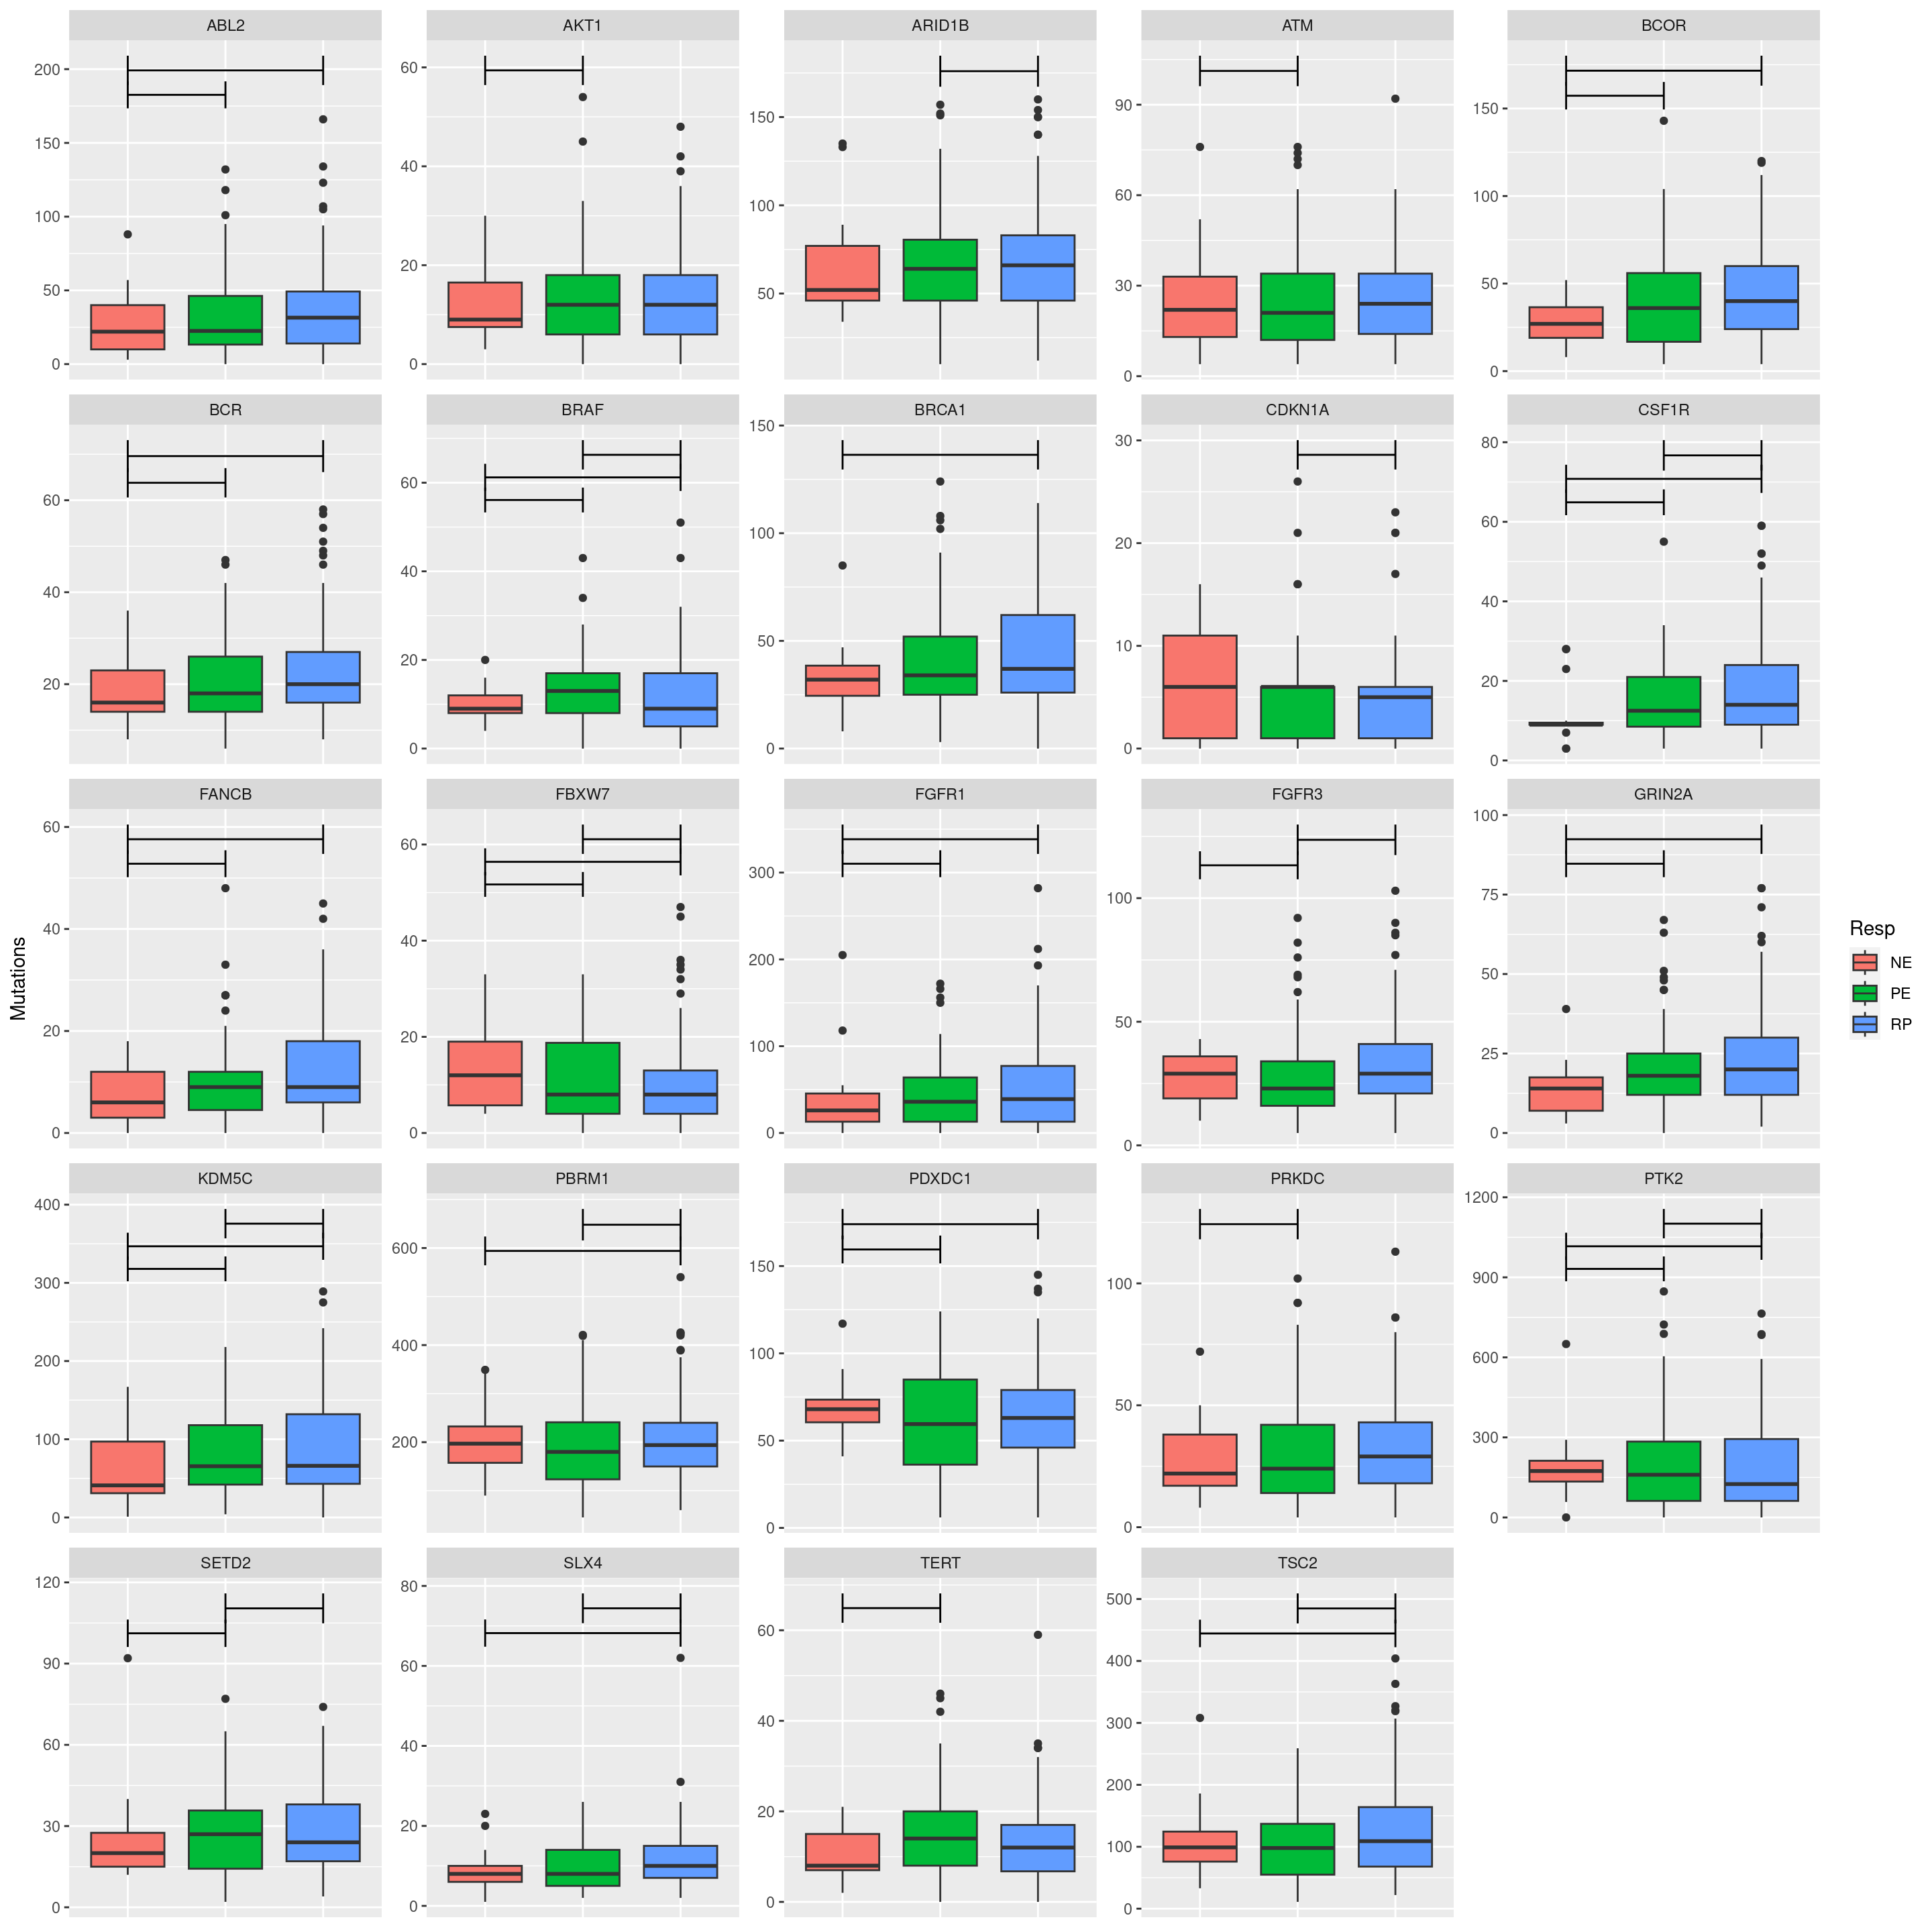 ABL2 AKT1 ARID1B ATM BCOR
200 150 100 50 0
60 40 20 0
150 100 50
90 60 30 0
150 100 50 0
BCR BRAF BRCA1 CDKN1A CSF1R
60 40 20
60 40 20 0
150 100 50 0
30 20 10 0
80 60 40 20 0
FANCB FBXW7 FGFR1 FGFR3 GRIN2A
60 40 20 0
60 40 20 0
300 200 100 0
100 50 0
100 75 50 25 0
Mutations
Resp
NE
PE
RP
KDM5C PBRM1 PDXDC1 PRKDC PTK2
400 300 200 100 0
600 400 200
150 100 50 0
100 50 0
1200 900 600 300 0
SETD2 SLX4 TERT TSC2
120 90 60 30 0
80 60 40 20 0
60 40 20 0
500 400 300 200 100 0